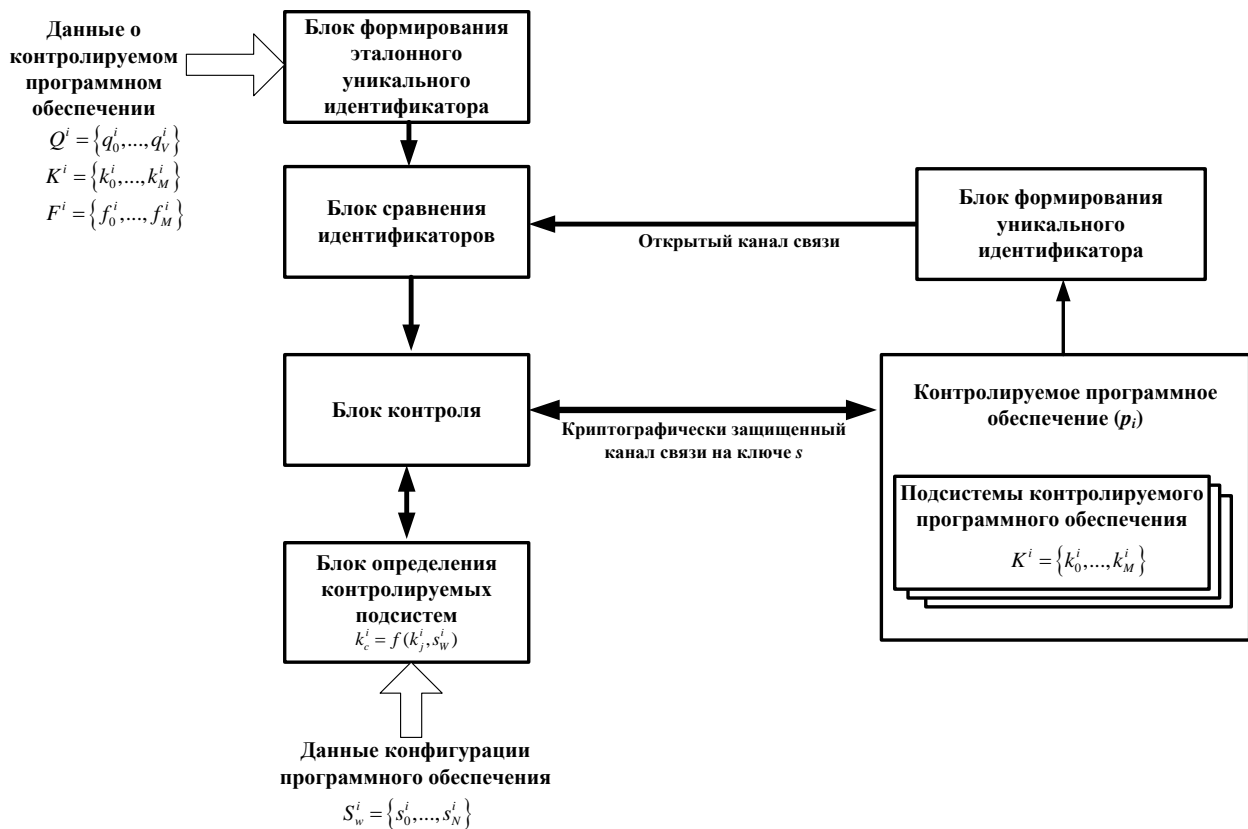 Данные о
контролируемом
программном
обеспечении
Q^i = {q_0^i,...,q_V^i}
K^i = {k_0^i,...,k_M^i}
F^i = {f_0^i,...,f_M^i}
Блок формирования
эталонного
уникального
идентификатора
Блок сравнения
идентификаторов
Открытый канал связи
Блок формирования
уникального
идентификатора
Блок контроля
Криптографически защищенный
канал связи на ключе s
Контролируемое программное
обеспечение (p_i)
Подсистемы контролируемого
программного обеспечения
K^i = {k_0^i,...,k_M^i}
Блок определения
контролируемых
подсистем
k_c^i = f(k_j^i, s_W^i)
Данные конфигурации
программного обеспечения
S_w^i = {s_0^i,...,s_N^i}